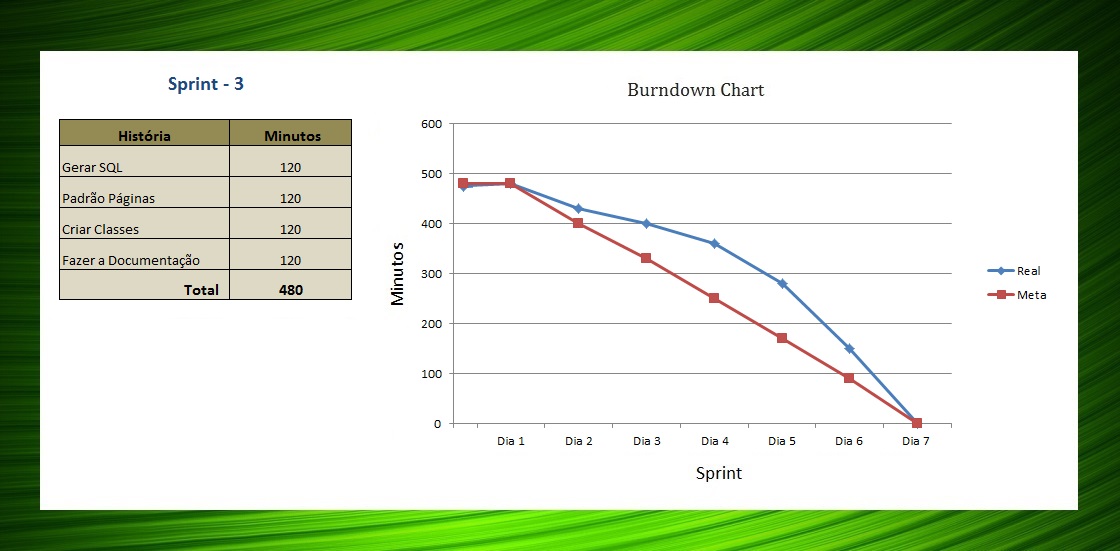 Sprint - 3
História Minutos
Gerar SQL 120
Padrão Páginas 120
Criar Classes 120
Fazer a Documentação 120
Total 480
Burndown Chart
600
500
400
300
200
100
0
Minutos
Dia 1 Dia 2 Dia 3 Dia 4 Dia 5 Dia 6 Dia 7
Sprint
Real
Meta